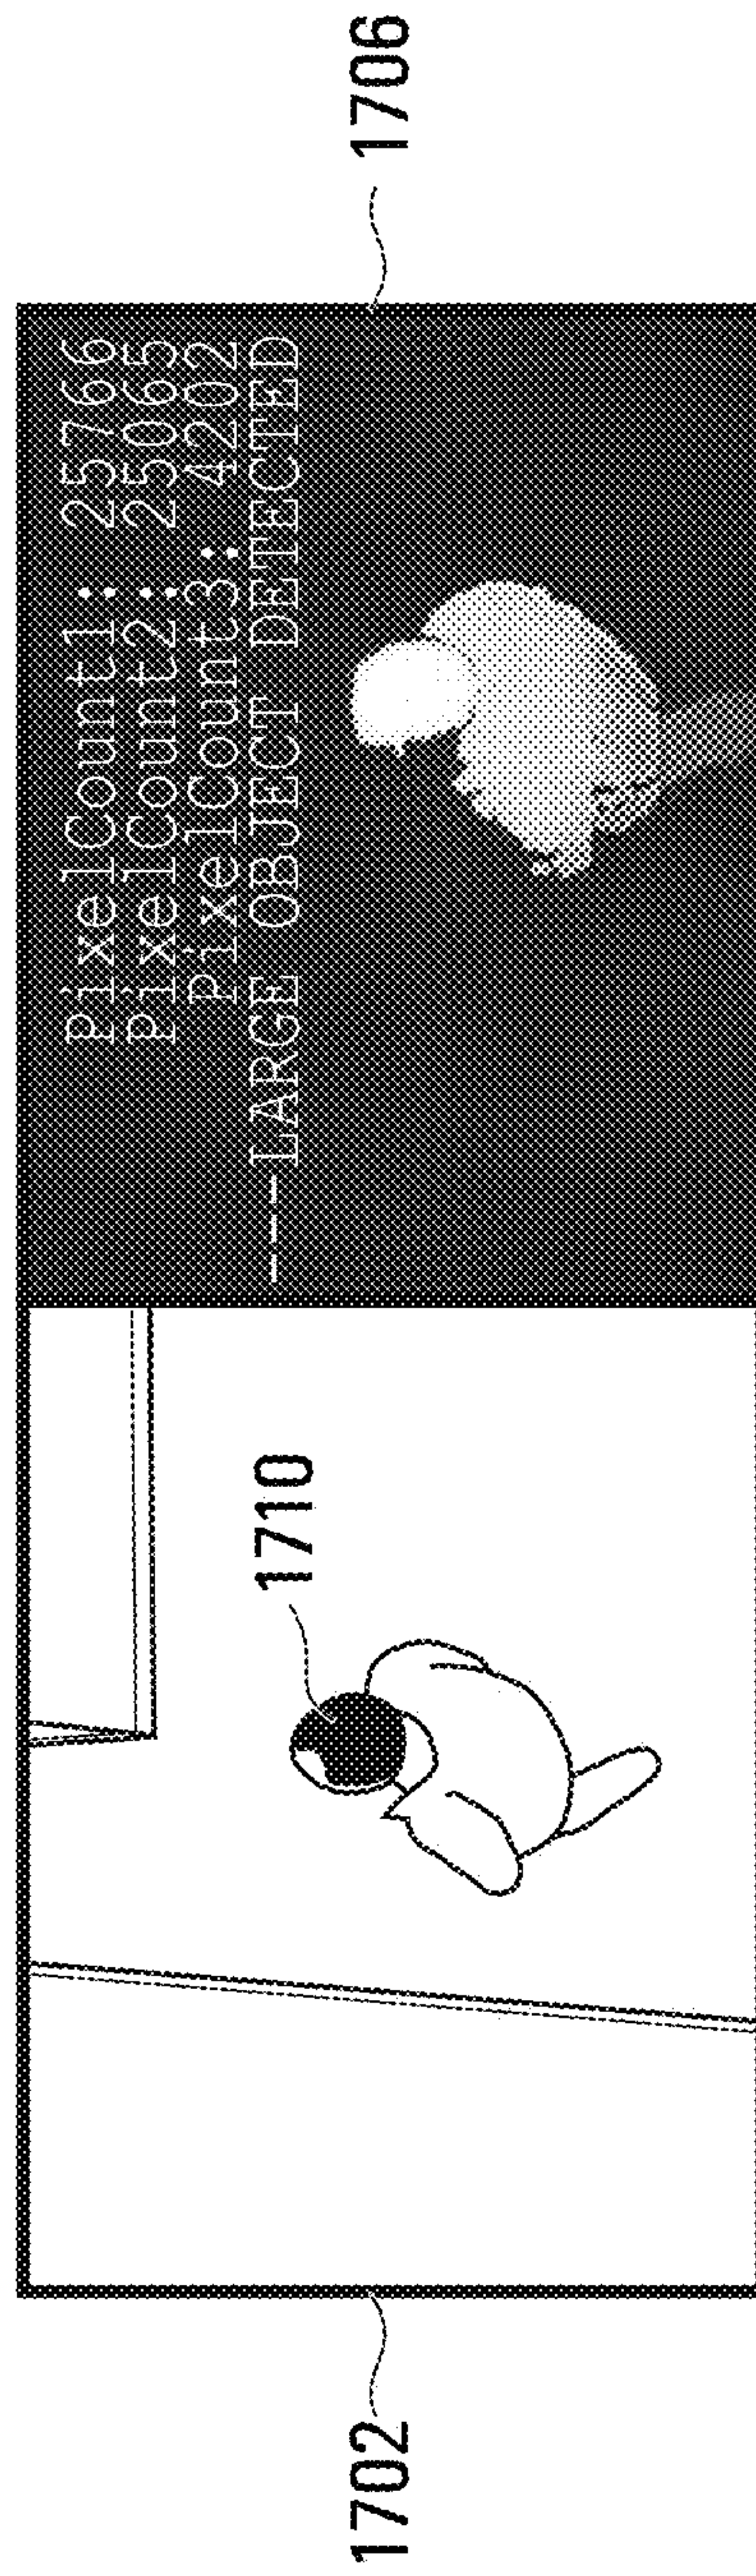 PixelCount1: 25766
PixelCount2: 25065
PixelCount3: 4202
---LARGE OBJECT DETECTED
1710
1702
1706